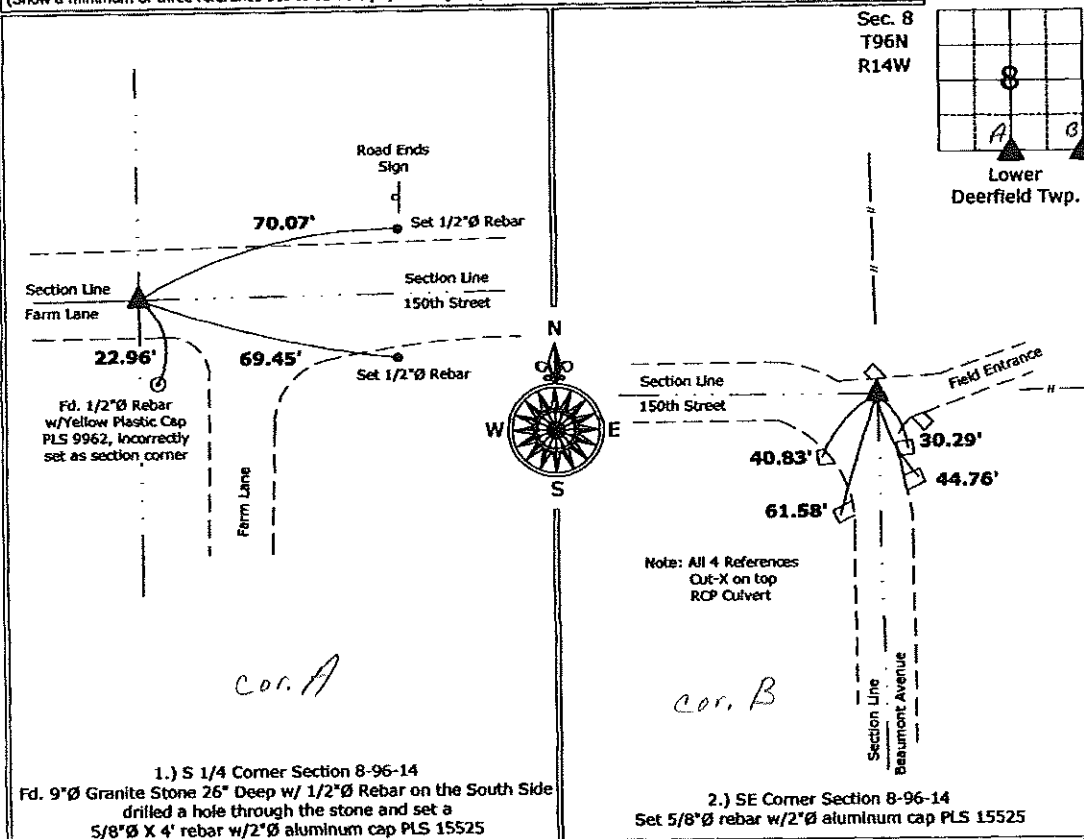 Sec. 8
T96N
R14W
8
A
B
Lower
Deerfield Twp.
Road Ends
Sign
70.07'
Set 1/2"Ø Rebar
Section Line
Farm Lane
Section Line
150th Street
22.96'
69.45'
Set 1/2"Ø Rebar
Fd. 1/2"Ø Rebar
w/Yellow Plastic Cap
PLS 9962, incorrectly
set as section corner
Farm Lane
cor. A
1.) S 1/4 Corner Section 8-96-14
Fd. 9"Ø Granite Stone 26" Deep w/ 1/2"Ø Rebar on the South Side
drilled a hole through the stone and set a
5/8"Ø X 4' rebar w/2"Ø aluminum cap PLS 15525
N
W
E
S
Section Line
150th Street
Field Entrance
40.83'
30.29'
44.76'
61.58'
Note: All 4 References
Cut-X on top
RCP Culvert
Section Line
Beaumont Avenue
cor. B
2.) SE Corner Section 8-96-14
Set 5/8"Ø rebar w/2"Ø aluminum cap PLS 15525